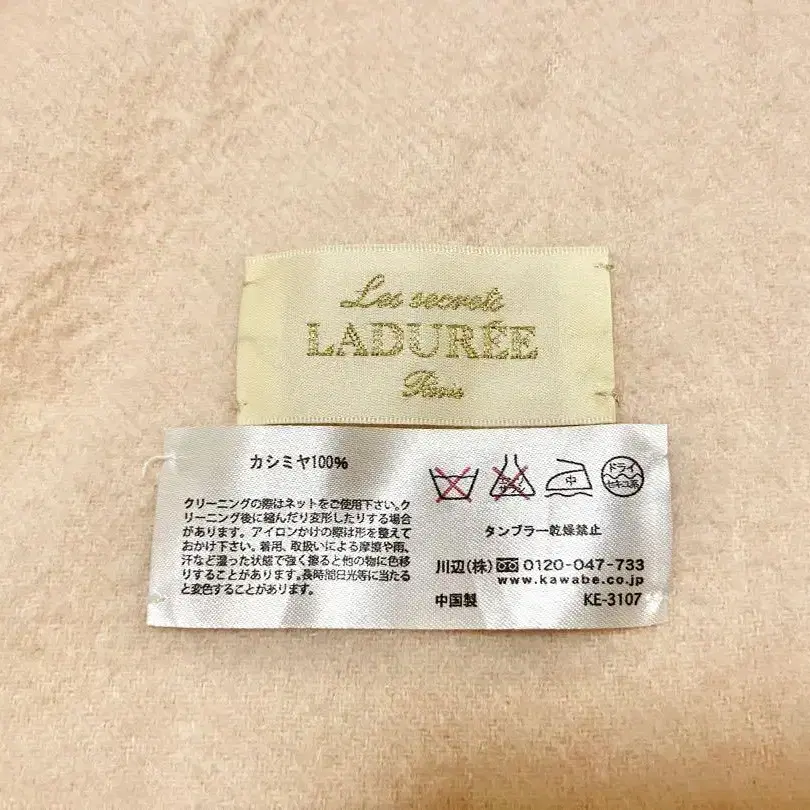 Les secrets
LADURÉE
Paris
カシミヤ100%
クリーニングの際はネットをご使用下さい。ク
リーニング後に縮んだり変形したりする場合
があります。アイロンかけの際は形を整えて
おかけ下さい。着用、取扱いによる摩擦や雨、
汗など湿った状態で強く擦ると他の物に色移
りすることがあります。長時間日光等に当たる
と変色することがあります。
エンソ サラシ
中
ドライ
セキユ系
タンブラー乾燥禁止
川辺(株) 0120-047-733
www.kawabe.co.jp
中国製 KE-3107